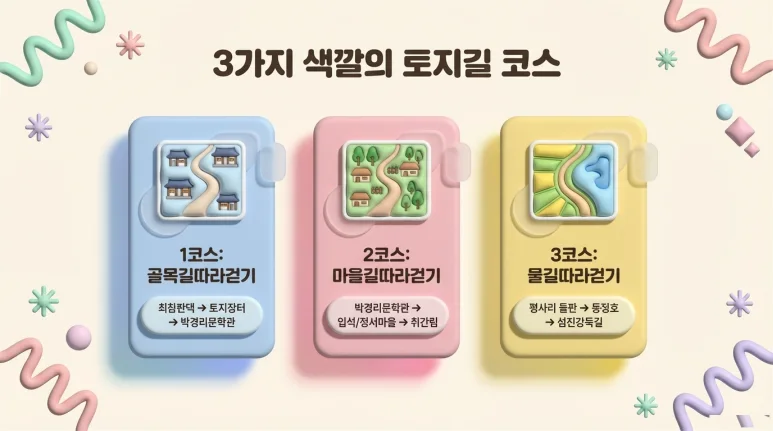 3가지 색깔의 토지길 코스
1코스:
골목길따라걷기
최참판댁 → 토지장터
→ 박경리문학관
2코스:
마을길따라걷기
박경리문학관 →
입석/정서마을 → 취간림
3코스:
물길따라걷기
평사리 들판 → 동정호
→ 섬진강둑길